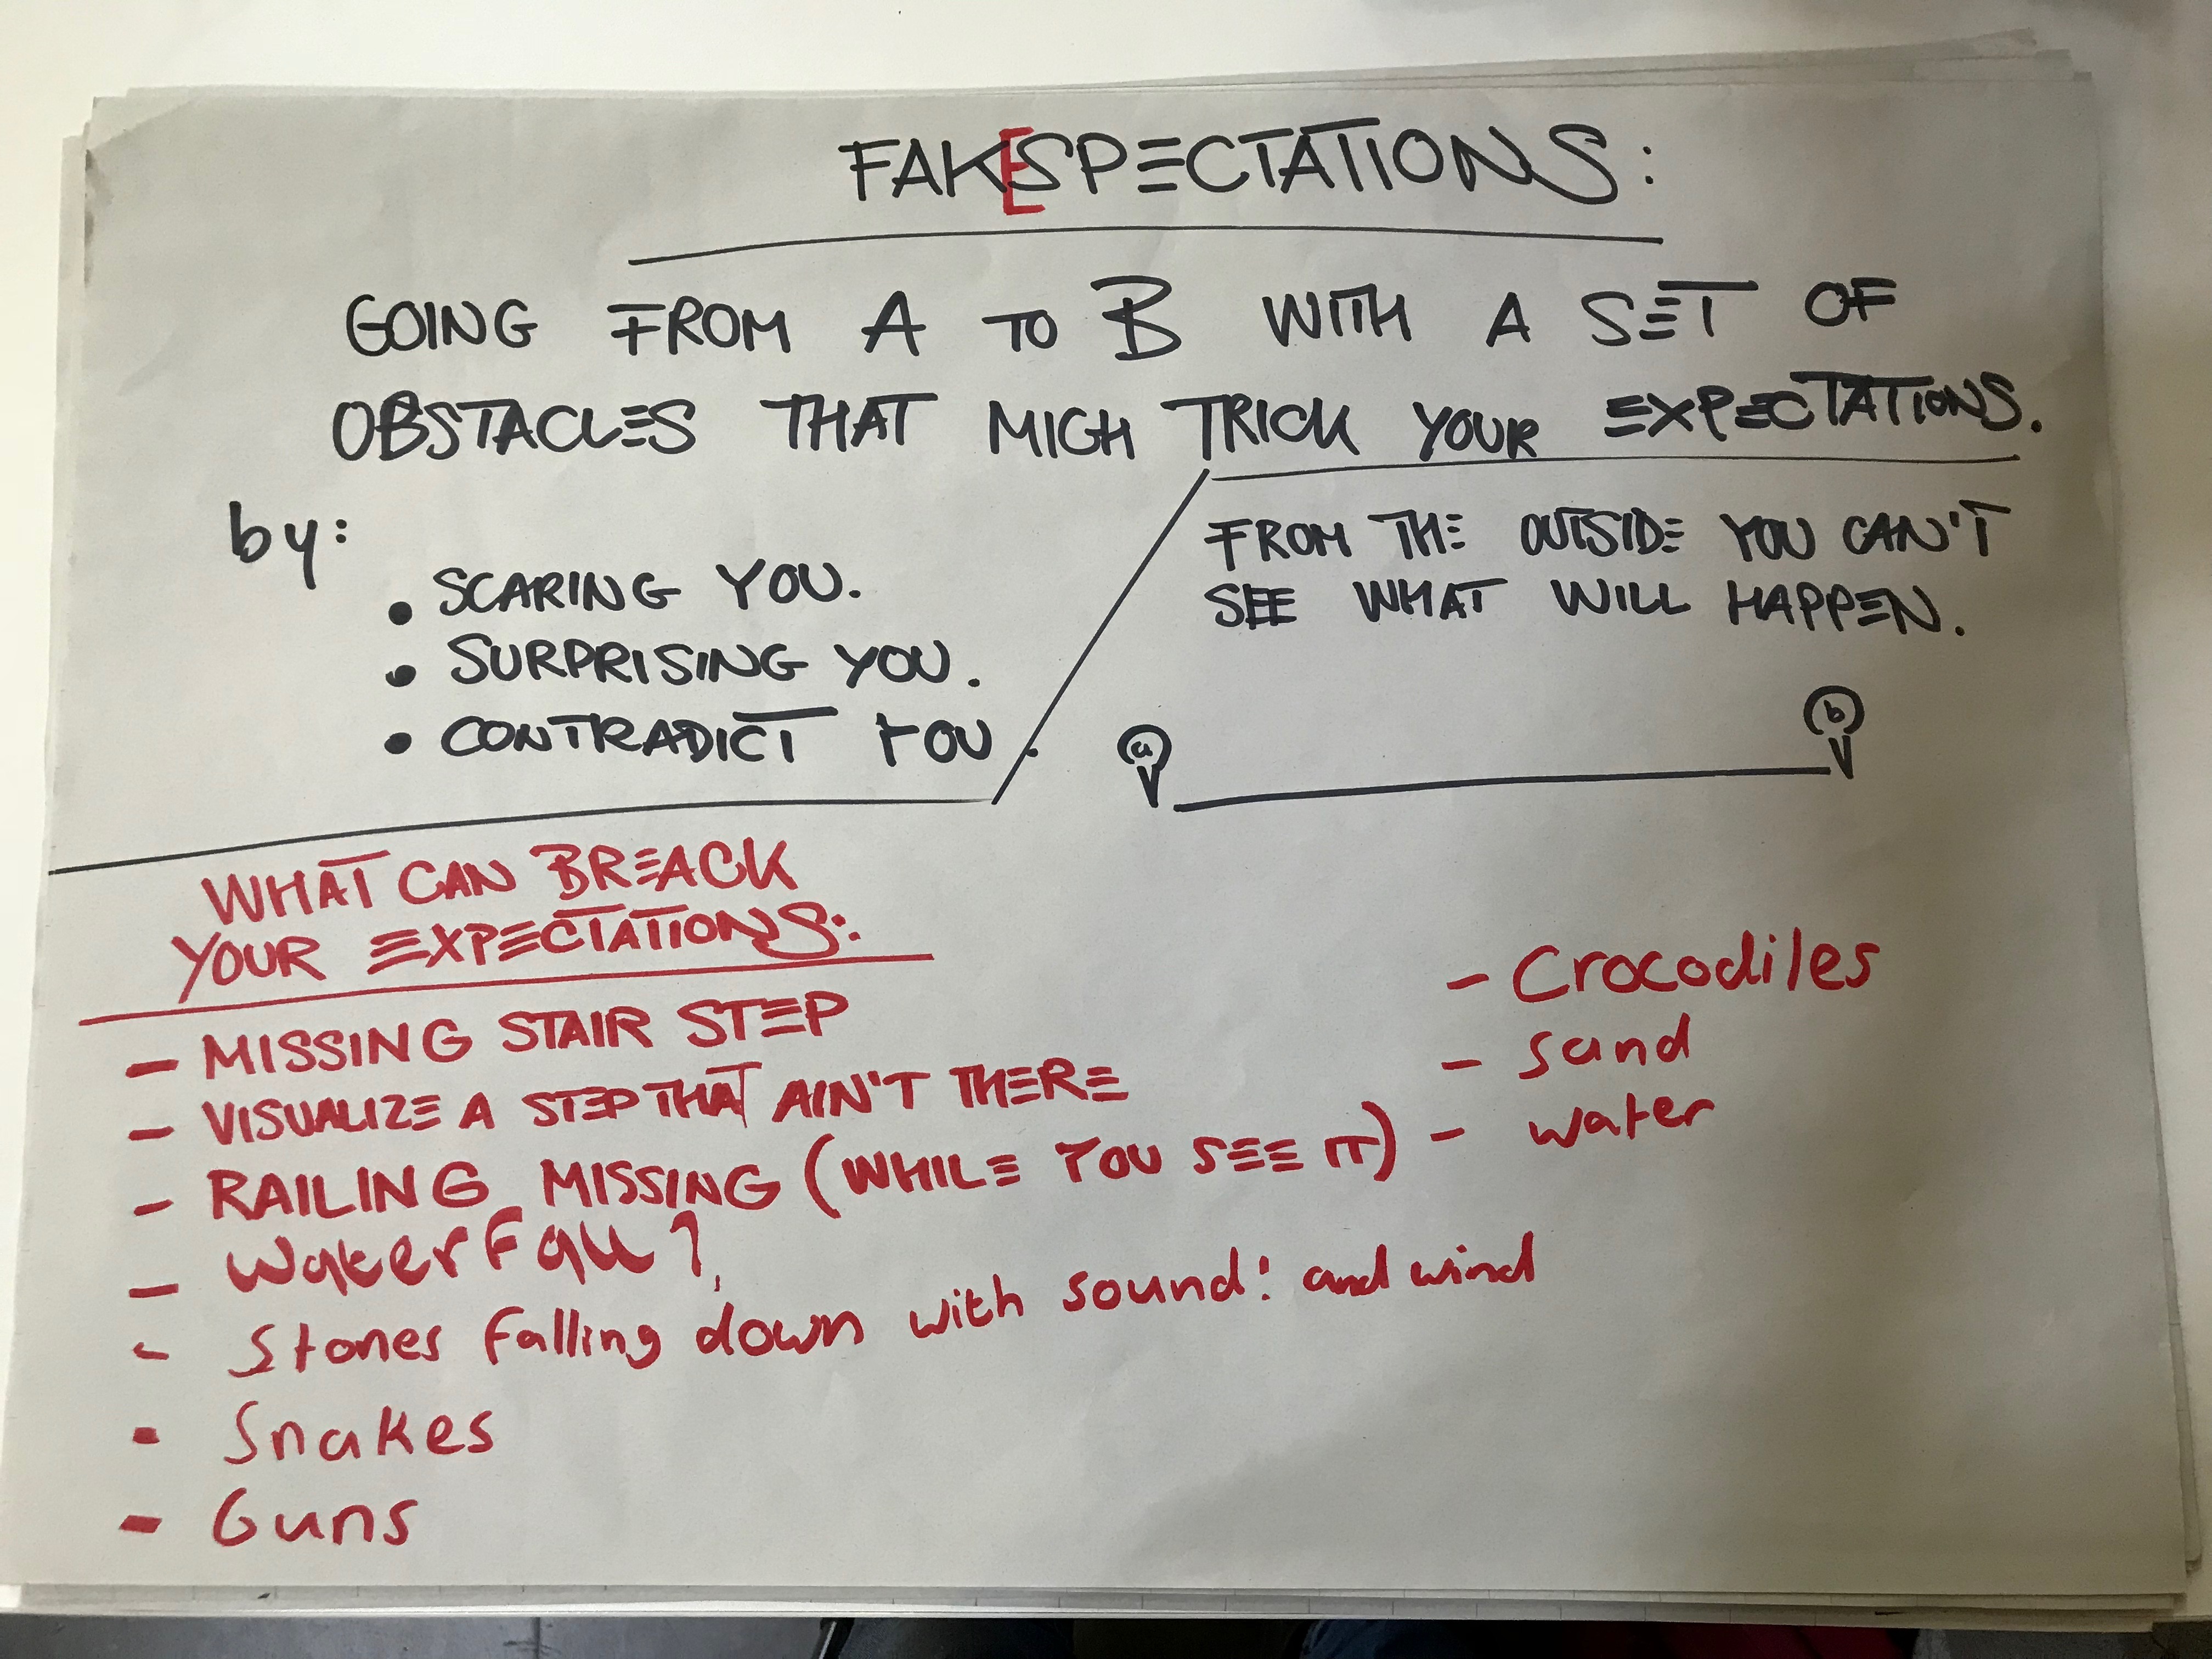 FAKESPECTATIONS:
GOING FROM A TO B WITH A SET OF
OBSTACLES THAT MIGH TRICK YOUR EXPECTATIONS.
by:
• SCARING YOU.
• SURPRISING YOU.
• CONTRADICT YOU.
FROM THE OUTSIDE YOU CAN'T
SEE WHAT WILL HAPPEN.
a
b
WHAT CAN BREACK
YOUR EXPECTATIONS:
- MISSING STAIR STEP
- VISUALIZE A STEP THAT AIN'T THERE
- RAILING MISSING (WHILE YOU SEE IT)
- waterfall?
- Stones falling down with sound! and wind
- Snakes
- Guns
- Crocodiles
- sand
- water